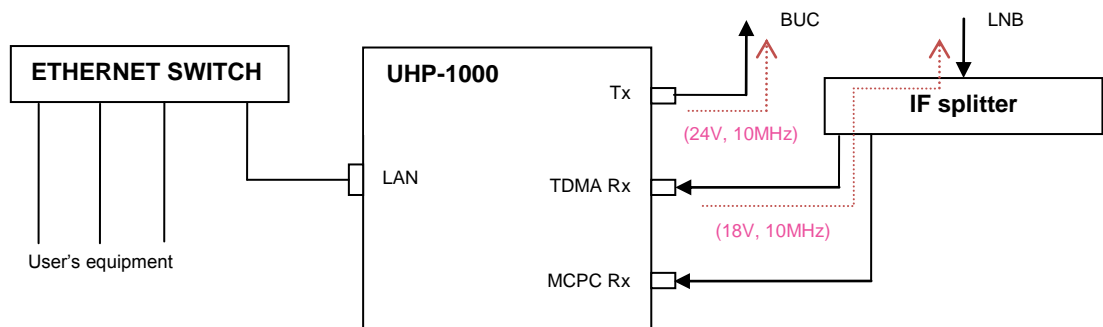 BUC
LNB
ETHERNET SWITCH
UHP-1000
Tx
IF splitter
(24V, 10MHz)
LAN
TDMA Rx
(18V, 10MHz)
User's equipment
MCPC Rx